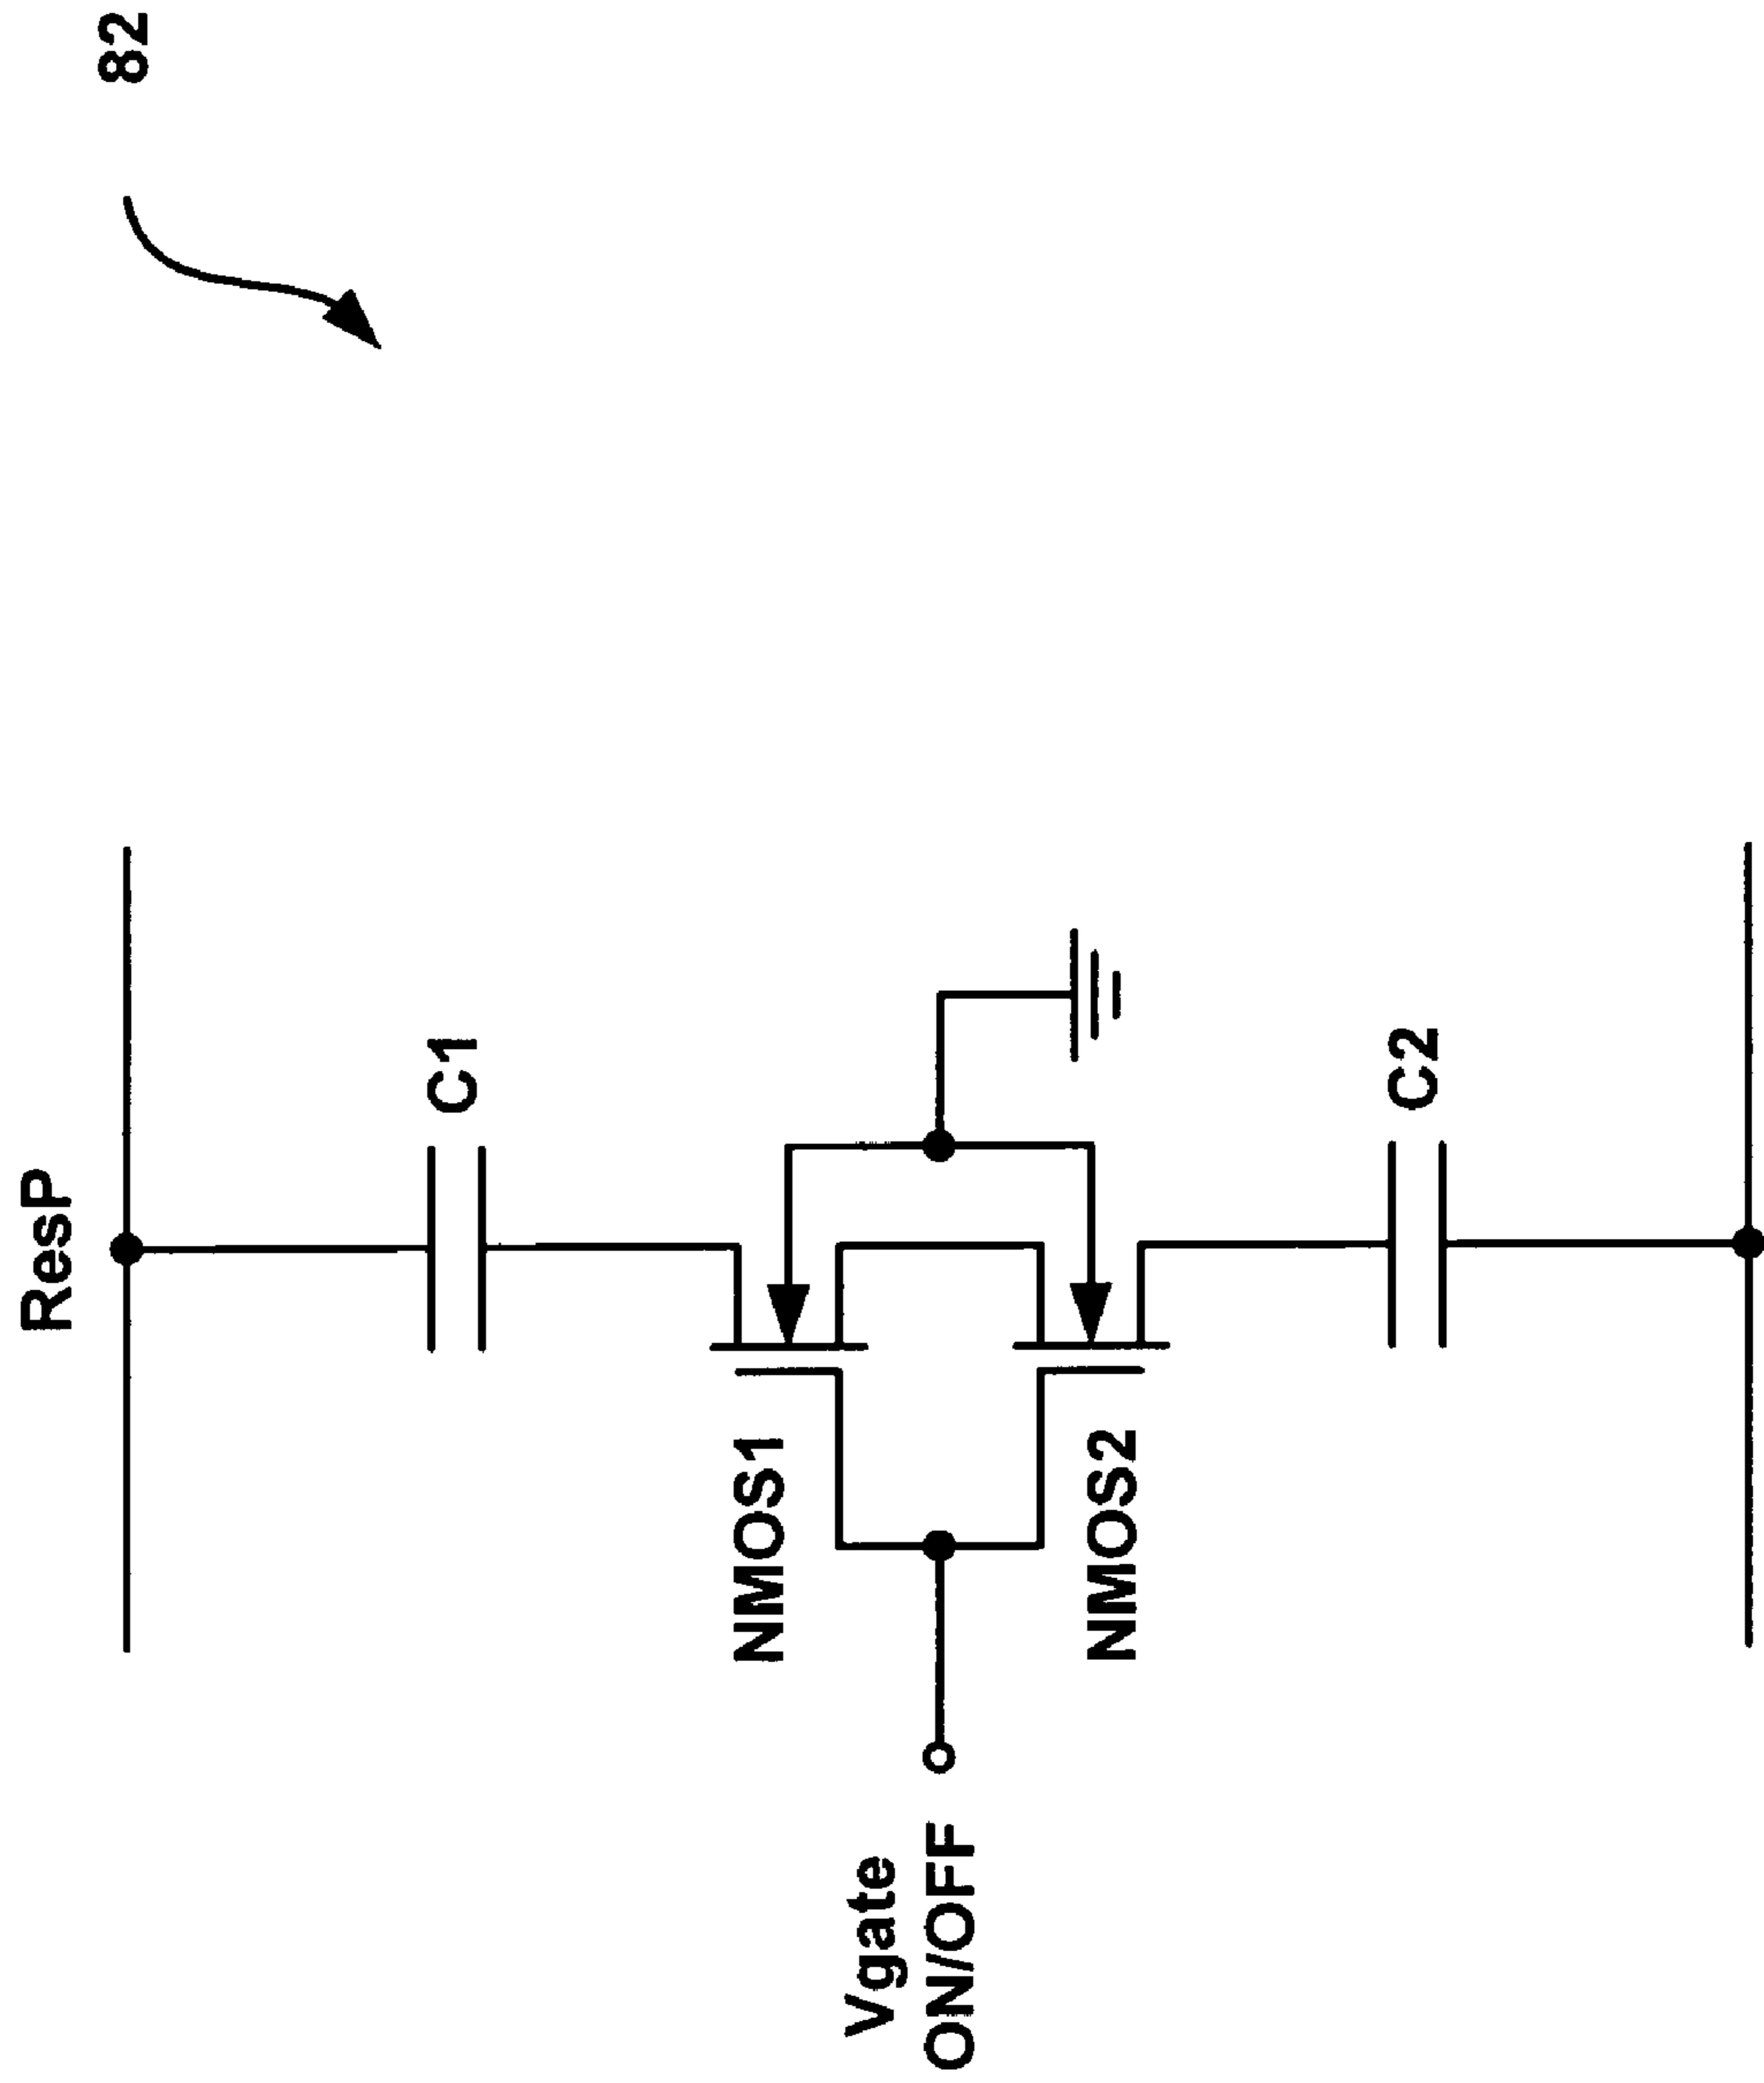 82
ResP
C1
NMOS1
NMOS2
C2
Vgate
ON/OFF